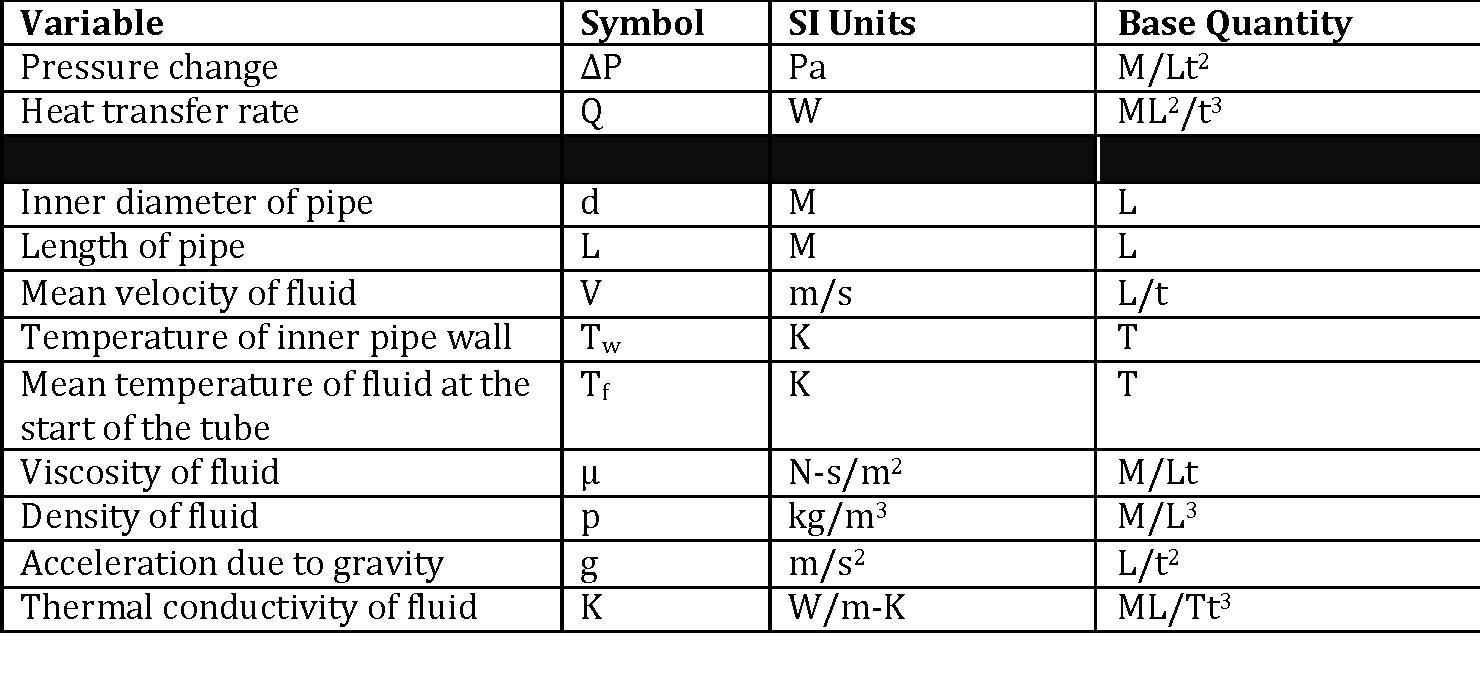 Variable Symbol SI Units Base Quantity
Pressure change ΔP Pa M/Lt²
Heat transfer rate Q W ML²/t³
Inner diameter of pipe d M L
Length of pipe L M L
Mean velocity of fluid V m/s L/t
Temperature of inner pipe wall T_w K T
Mean temperature of fluid at the T_f K T
start of the tube
Viscosity of fluid μ N-s/m² M/Lt
Density of fluid p kg/m³ M/L³
Acceleration due to gravity g m/s² L/t²
Thermal conductivity of fluid K W/m-K ML/Tt³